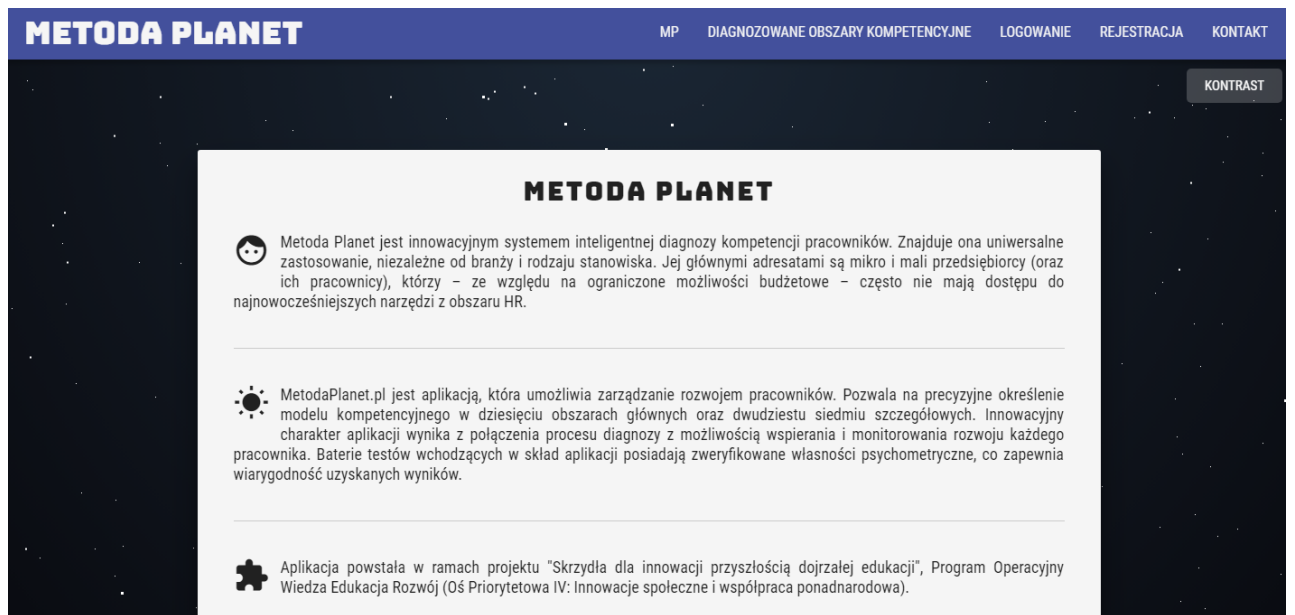 METODA PLANET
MP DIAGNOZOWANE OBSZARY KOMPETENCYJNE LOGOWANIE REJESTRACJA KONTAKT
KONTRAST
METODA PLANET
Metoda Planet jest innowacyjnym systemem inteligentnej diagnozy kompetencji pracowników. Znajduje ona uniwersalne
zastosowanie, niezależne od branży i rodzaju stanowiska. Jej głównymi adresatami są mikro i mali przedsiębiorcy (oraz
ich pracownicy), którzy – ze względu na ograniczone możliwości budżetowe – często nie mają dostępu do
najnowocześniejszych narzędzi z obszaru HR.
MetodaPlanet.pl jest aplikacją, która umożliwia zarządzanie rozwojem pracowników. Pozwala na precyzyjne określenie
modelu kompetencyjnego w dziesięciu obszarach głównych oraz dwudziestu siedmiu szczegółowych. Innowacyjny
charakter aplikacji wynika z połączenia procesu diagnozy z możliwością wspierania i monitorowania rozwoju każdego
pracownika. Baterie testów wchodzących w skład aplikacji posiadają zweryfikowane własności psychometryczne, co zapewnia
wiarygodność uzyskanych wyników.
Aplikacja powstała w ramach projektu "Skrzydła dla innowacji przyszłością dojrzałej edukacji", Program Operacyjny
Wiedza Edukacja Rozwój (Oś Priorytetowa IV: Innowacje społeczne i współpraca ponadnarodowa).